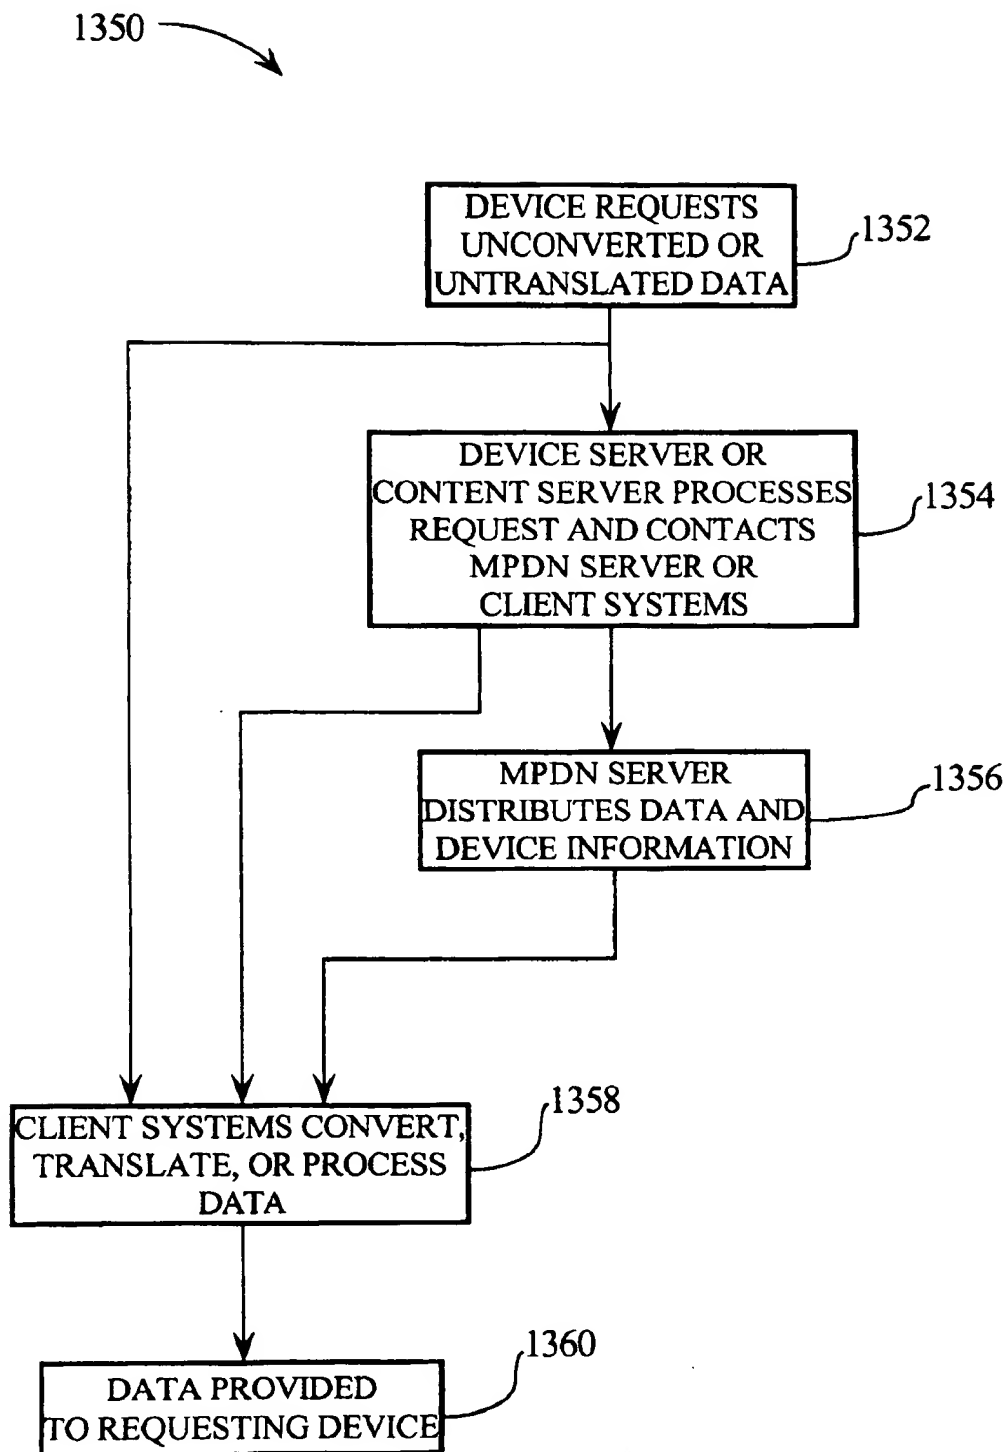 1350
DEVICE REQUESTS
UNCONVERTED OR
UNTRANSLATED DATA
1352
DEVICE SERVER OR
CONTENT SERVER PROCESSES
REQUEST AND CONTACTS
MPDN SERVER OR
CLIENT SYSTEMS
1354
MPDN SERVER
DISTRIBUTES DATA AND
DEVICE INFORMATION
1356
CLIENT SYSTEMS CONVERT,
TRANSLATE, OR PROCESS
DATA
1358
DATA PROVIDED
TO REQUESTING DEVICE
1360